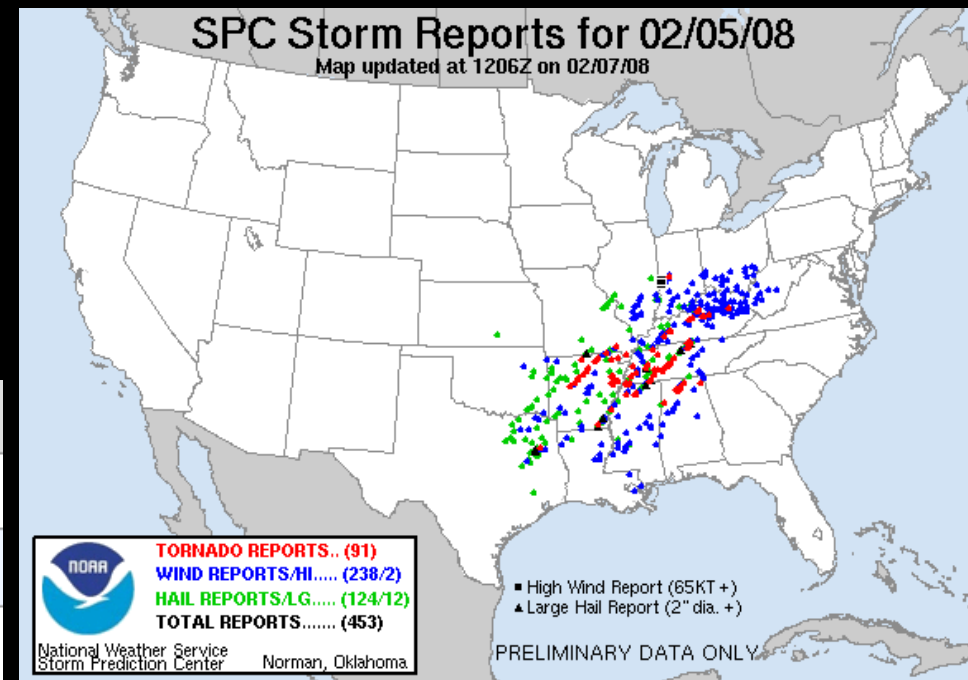 SPC Storm Reports for 02/05/08
Map updated at 1206Z on 02/07/08
NOAA
TORNADO REPORTS.. (91)
WIND REPORTS/HI..... (238/2)
HAIL REPORTS/LG..... (124/12)
TOTAL REPORTS....... (453)
National Weather Service
Storm Prediction Center
Norman, Oklahoma
High Wind Report (65KT +)
Large Hail Report (2" dia. +)
PRELIMINARY DATA ONLY